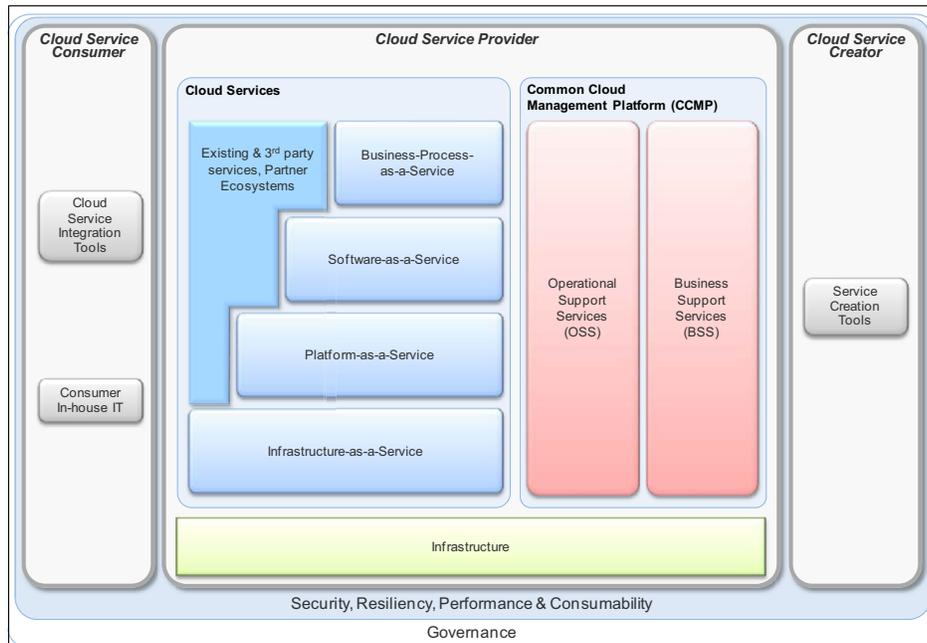 Cloud Service
Consumer
Cloud Service
Integration
Tools
Consumer
In-house IT
Cloud Service Provider
Cloud Services
Existing & 3rd party
services, Partner
Ecosystems
Business-Process-
as-a-Service
Software-as-a-Service
Platform-as-a-Service
Infrastructure-as-a-Service
Common Cloud
Management Platform (CCMP)
Operational
Support
Services
(OSS)
Business
Support
Services
(BSS)
Infrastructure
Cloud Service
Creator
Service
Creation
Tools
Security, Resiliency, Performance & Consumability
Governance